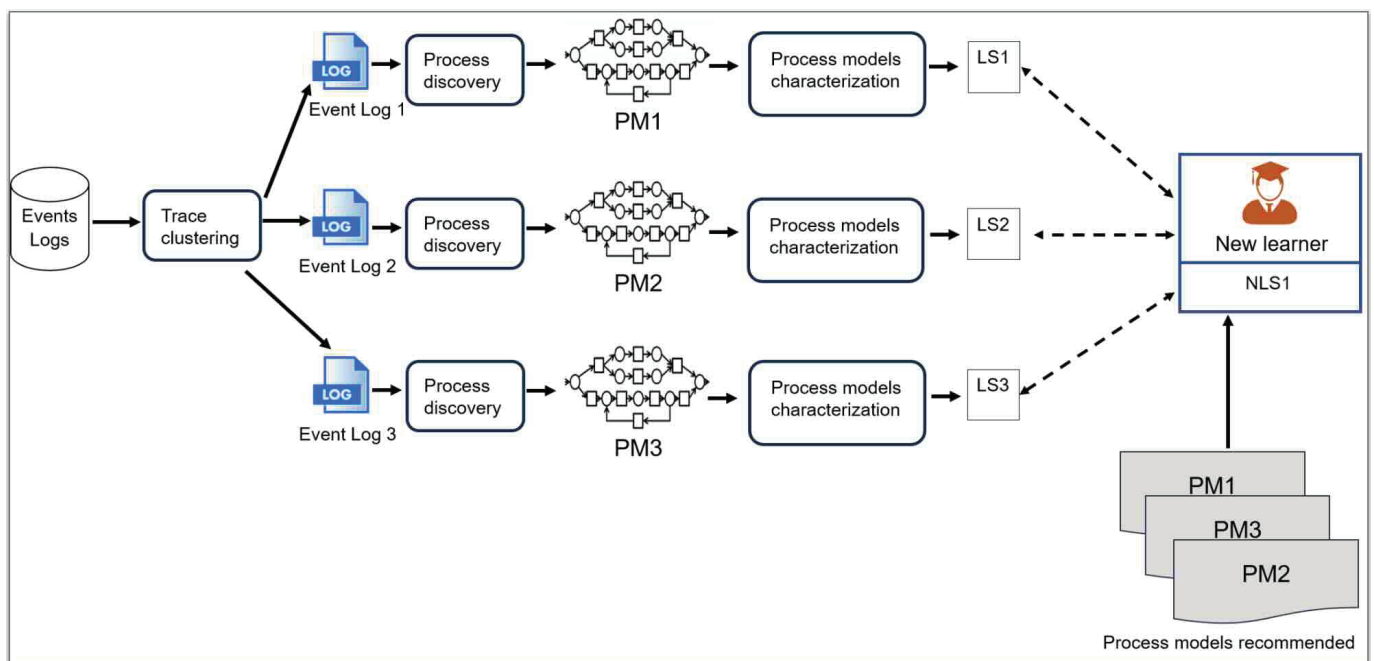 Events
Logs
Trace
clustering
LOG
Event Log 1
Process
discovery
PM1
Process models
characterization
LS1
LOG
Event Log 2
Process
discovery
PM2
Process models
characterization
LS2
LOG
Event Log 3
Process
discovery
PM3
Process models
characterization
LS3
New learner
NLS1
PM1
PM3
PM2
Process models recommended